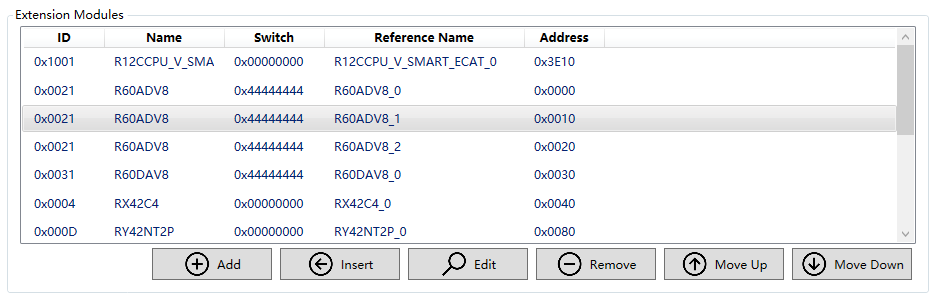 Extension Modules
ID Name Switch Reference Name Address
0x1001 R12CCPU_V_SMA 0x00000000 R12CCPU_V_SMART_ECAT_0 0x3E10
0x0021 R60ADV8 0x44444444 R60ADV8_0 0x0000
0x0021 R60ADV8 0x44444444 R60ADV8_1 0x0010
0x0021 R60ADV8 0x44444444 R60ADV8_2 0x0020
0x0031 R60DAV8 0x44444444 R60DAV8_0 0x0030
0x0004 RX42C4 0x00000000 RX42C4_0 0x0040
0x000D RY42NT2P 0x00000000 RY42NT2P_0 0x0080
Add Insert Edit Remove Move Up Move Down